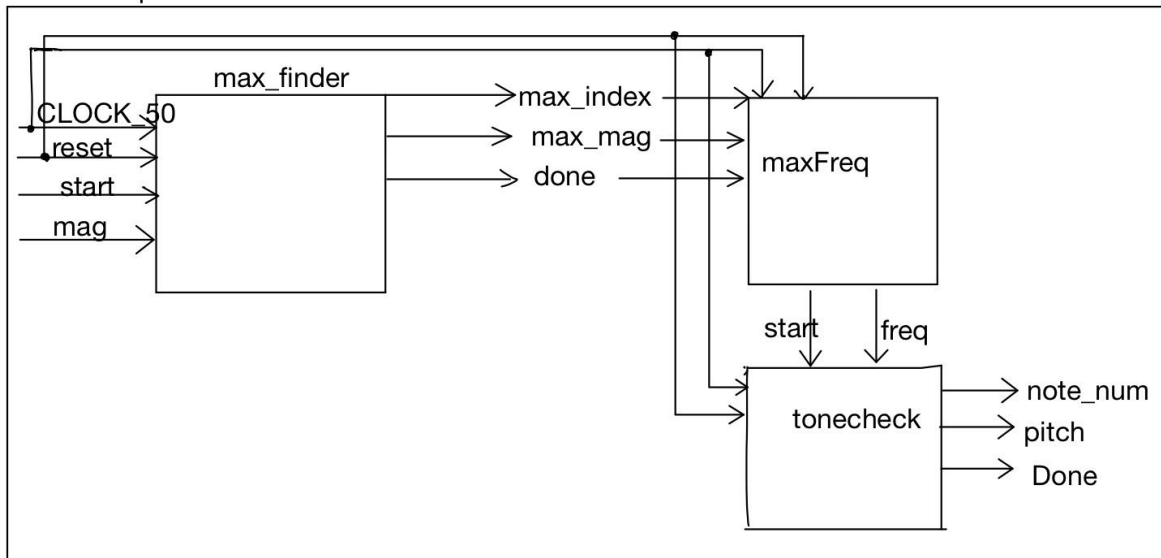 max_finder
CLOCK_50
reset
start
mag
max_index
max_mag
done
maxFreq
start
freq
tonecheck
note_num
pitch
Done